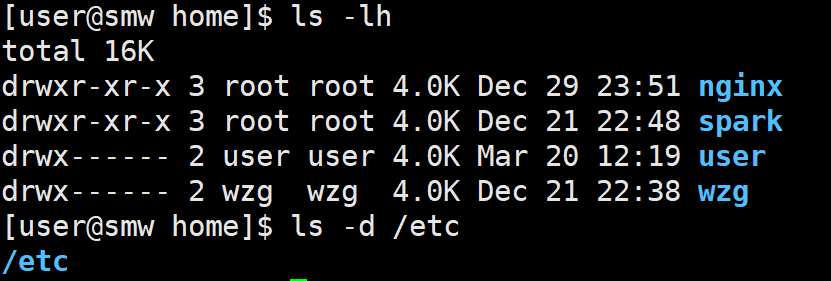 [user@smw home]$ ls -lh
total 16K
drwxr-xr-x 3 root root 4.0K Dec 29 23:51 nginx
drwxr-xr-x 3 root root 4.0K Dec 21 22:48 spark
drwx------ 2 user user 4.0K Mar 20 12:19 user
drwx------ 2 wzg  wzg  4.0K Dec 21 22:38 wzg
[user@smw home]$ ls -d /etc
/etc